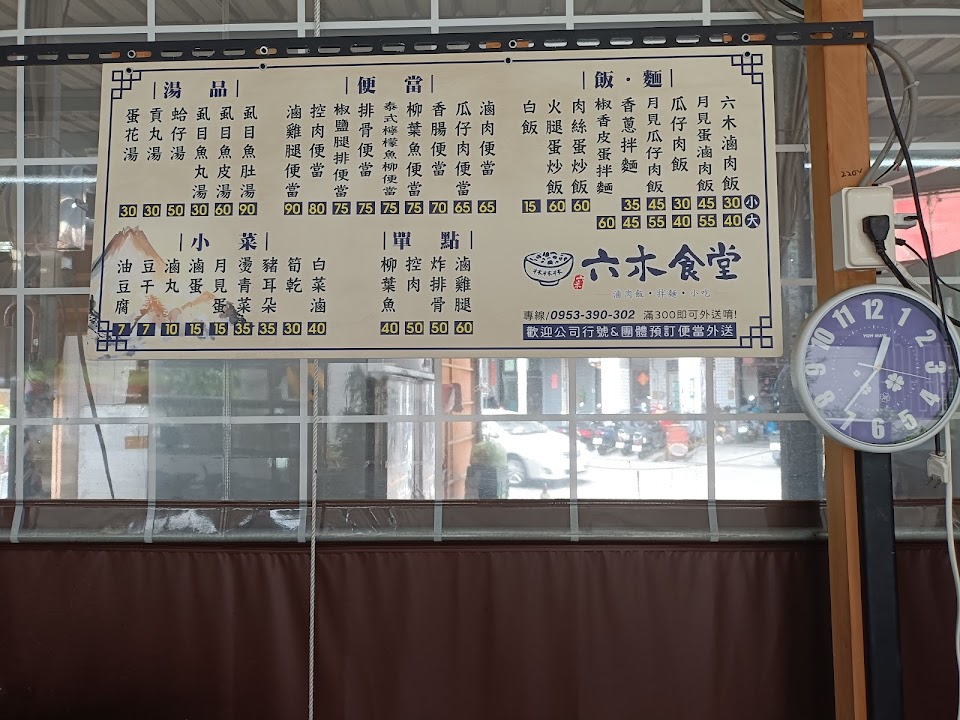 飯・麵
小
大
六木滷肉飯 30 40
月見蛋滷肉飯 45 55
瓜仔肉飯 30 40
月見瓜仔肉飯 45 55
香蔥拌麵 35 45
椒香皮蛋拌麵 60
肉絲蛋炒飯 60
火腿蛋炒飯 60
白飯 15
便當
滷肉便當 65
瓜仔肉便當 65
香腸便當 70
柳葉魚便當 75
泰式檸檬魚柳便當 75
排骨便當 75
椒鹽腿排便當 75
控肉便當 80
滷雞腿便當 90
湯品
虱目魚肚湯 90
虱目魚皮湯 60
虱目魚丸湯 30
蛤仔湯 50
貢丸湯 30
蛋花湯 30
單點
滷雞腿 60
炸排骨 50
控肉 50
柳葉魚 40
小菜
白菜滷 40
筍乾 30
豬耳朵 35
燙青菜 35
月見蛋 15
滷蛋 15
滷丸 10
豆干 7
油豆腐 7
六木食堂
滷肉飯・拌麵・小吃
專線/0953-390-302 滿300即可外送唷!
歡迎公司行號&團體預訂便當外送
220V
12
1
2
3
4
5
6
7
8
9
10
11